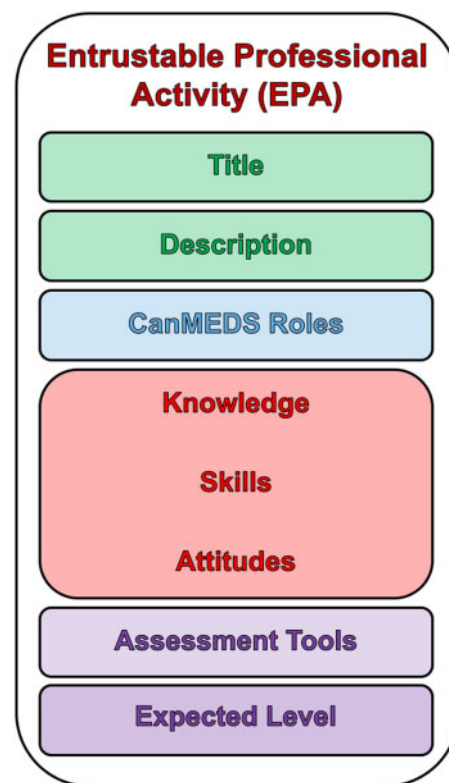 Entrustable Professional
Activity (EPA)
Title
Description
CanMEDS Roles
Knowledge
Skills
Attitudes
Assessment Tools
Expected Level